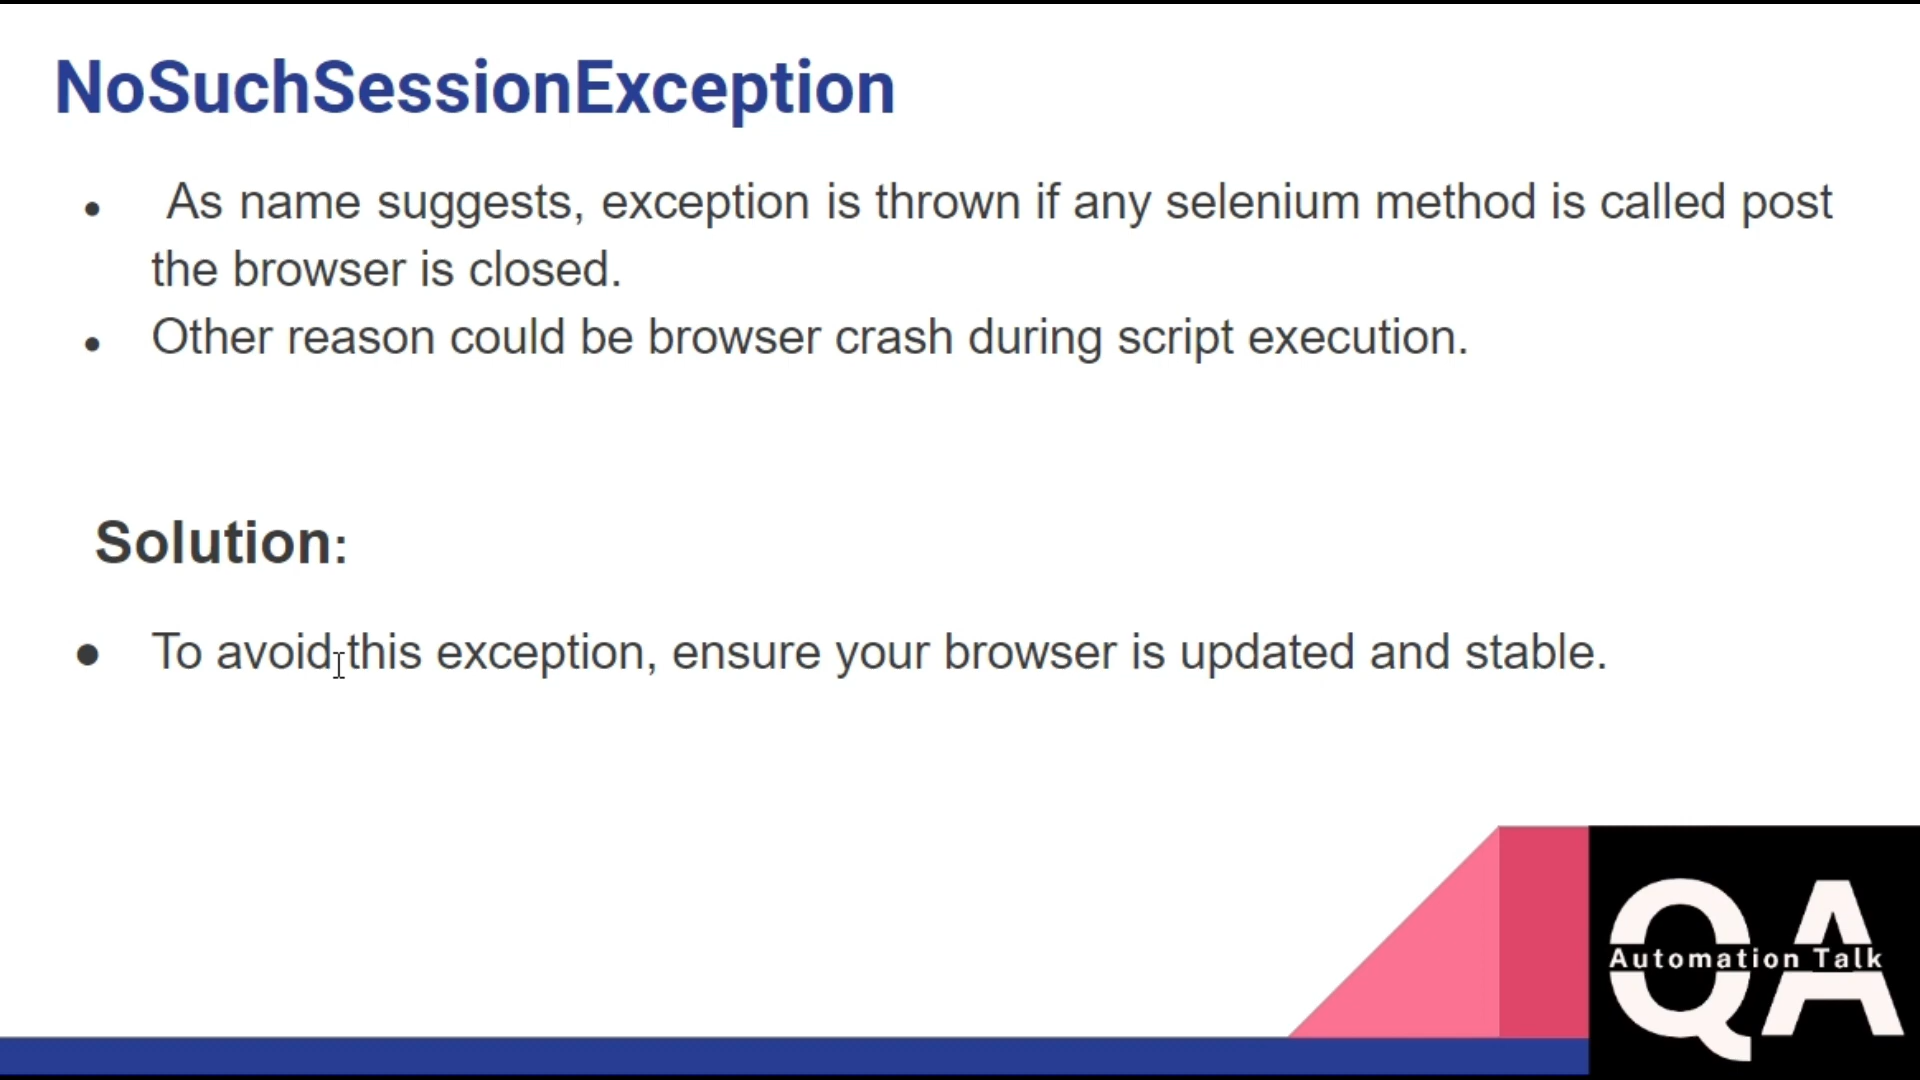 NoSuchSessionException
• As name suggests, exception is thrown if any selenium method is called post
the browser is closed.
• Other reason could be browser crash during script execution.
Solution:
• To avoid this exception, ensure your browser is updated and stable.
QA
Automation Talk